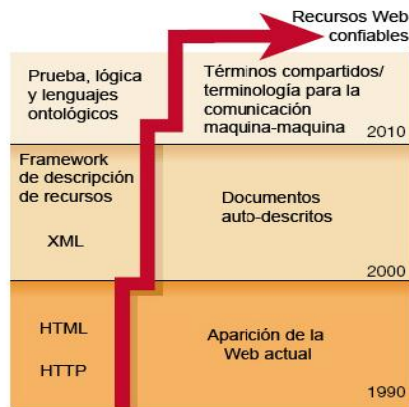 Recursos Web
confiables
Prueba, lógica
y lenguajes
ontológicos
Términos compartidos/
terminología para la
comunicación
maquina-maquina
2010
Framework
de descripción
de recursos
XML
Documentos
auto-descritos
2000
HTML
HTTP
Aparición de la
Web actual
1990